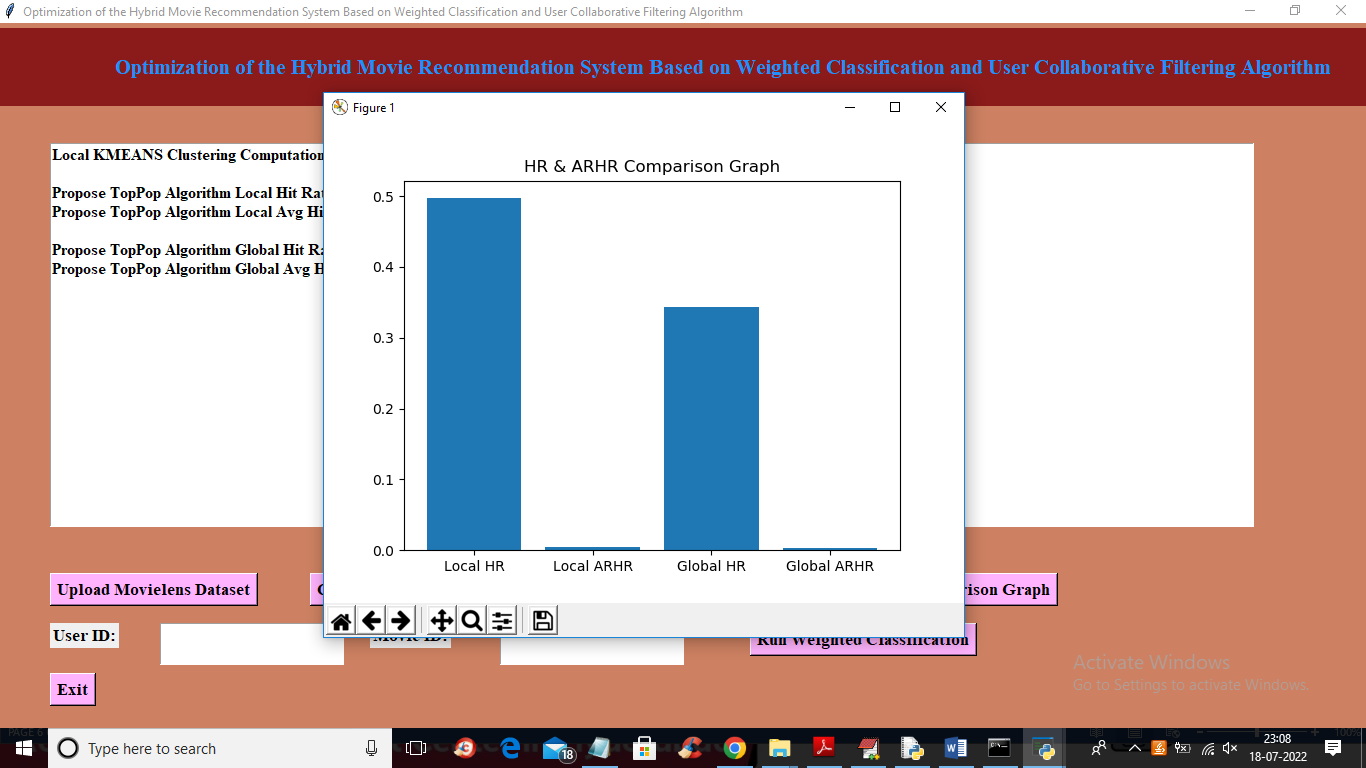 Optimization of the Hybrid Movie Recommendation System Based on Weighted Classification and User Collaborative Filtering Algorithm
Optimization of the Hybrid Movie Recommendation System Based on Weighted Classification and User Collaborative Filtering Algorithm
Figure 1
Local KMEANS Clustering Computation
Propose TopPop Algorithm Local Hit
Propose TopPop Algorithm Local Avg
Propose TopPop Algorithm Global Hit
Propose TopPop Algorithm Global Avg
HR & ARHR Comparison Graph
0.5
0.4
0.3
0.2
0.1
0.0
Local HR Local ARHR Global HR Global ARHR
Upload Movielens Dataset
Graph
User ID:
Movie ID:
Run Weighted Classification
Exit
Activate Windows
Go to Settings to activate Windows.
PAGE 6
100%
Type here to search
18
23:08
18-07-2022